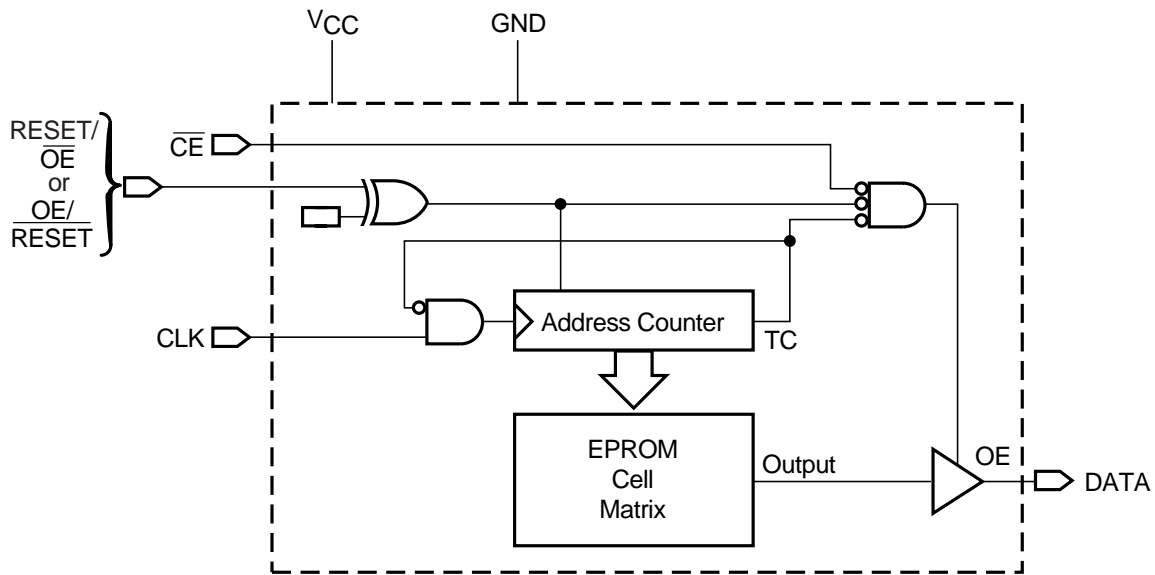 VCC
GND
RESET/
OE
or
OE/
RESET
CE
CLK
Address Counter
TC
EPROM
Cell
Matrix
Output
OE
DATA